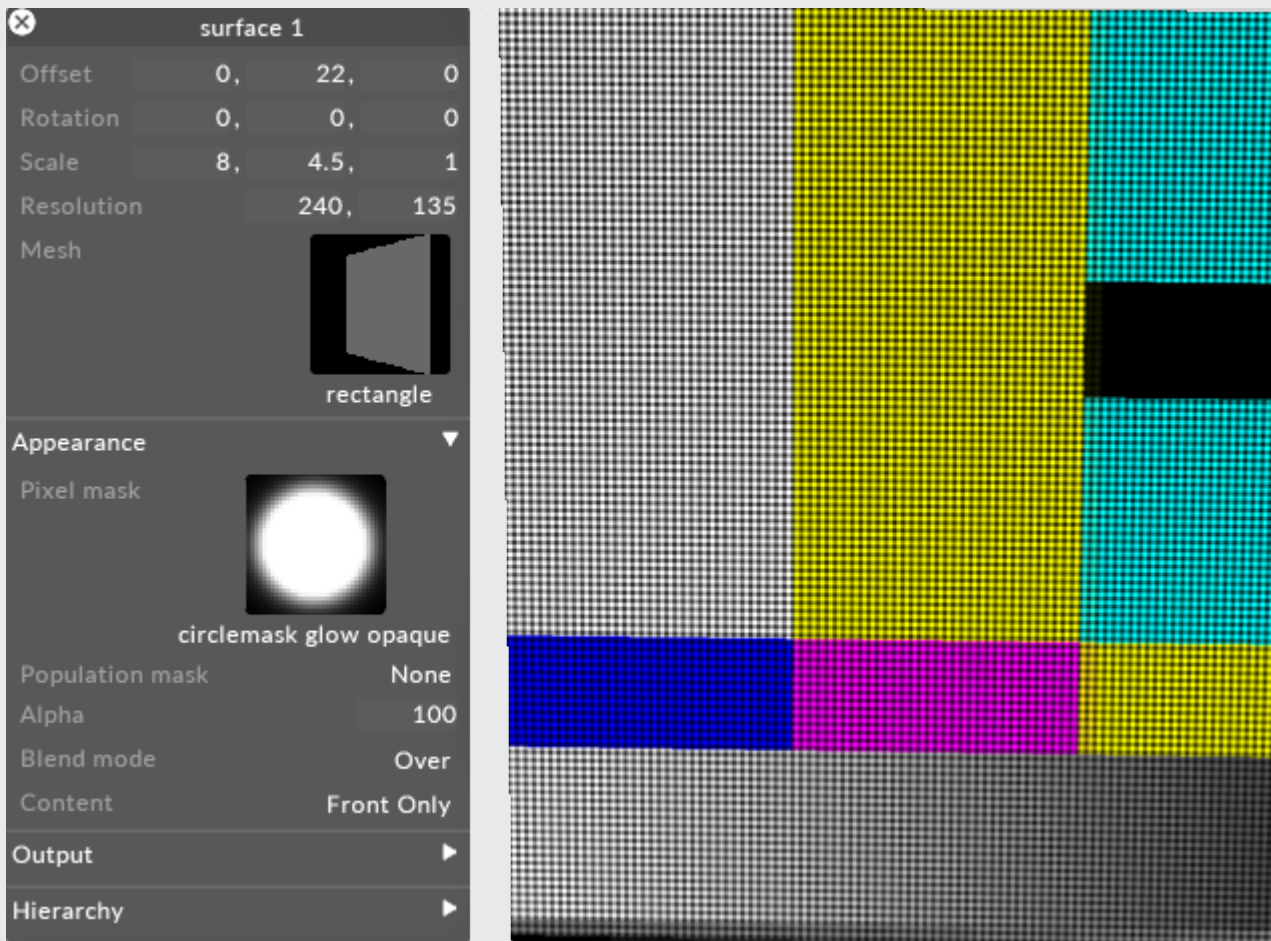 surface 1
Offset 0, 22, 0
Rotation 0, 0, 0
Scale 8, 4.5, 1
Resolution 240, 135
Mesh
rectangle
Appearance
Pixel mask
circlemask glow opaque
Population mask None
Alpha 100
Blend mode Over
Content Front Only
Output
Hierarchy